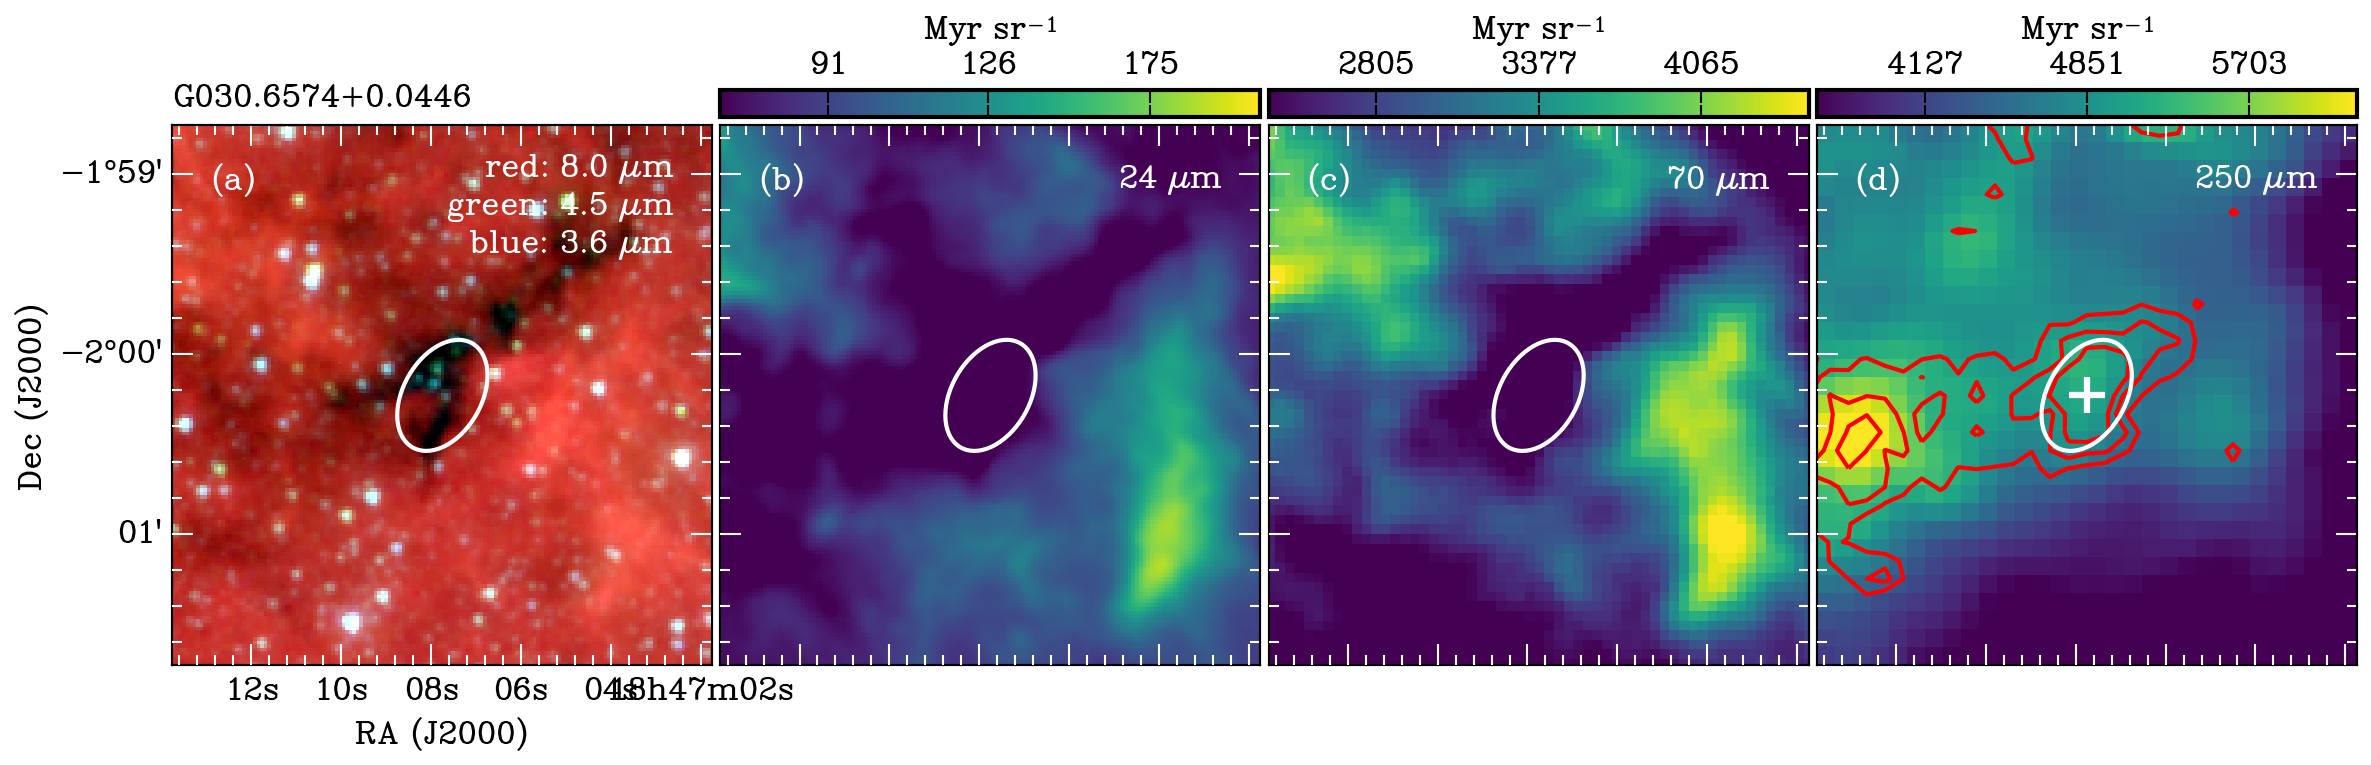 G030.6574+0.0446
Myr sr⁻¹
91 126 175
Myr sr⁻¹
2805 3377 4065
Myr sr⁻¹
4127 4851 5703
(a)
red: 8.0 μm
green: 4.5 μm
blue: 3.6 μm
(b)
24 μm
(c)
70 μm
(d)
250 μm
−1°59'
−2°00'
01'
Dec (J2000)
12s 10s 08s 06s 04s 18h47m02s
RA (J2000)